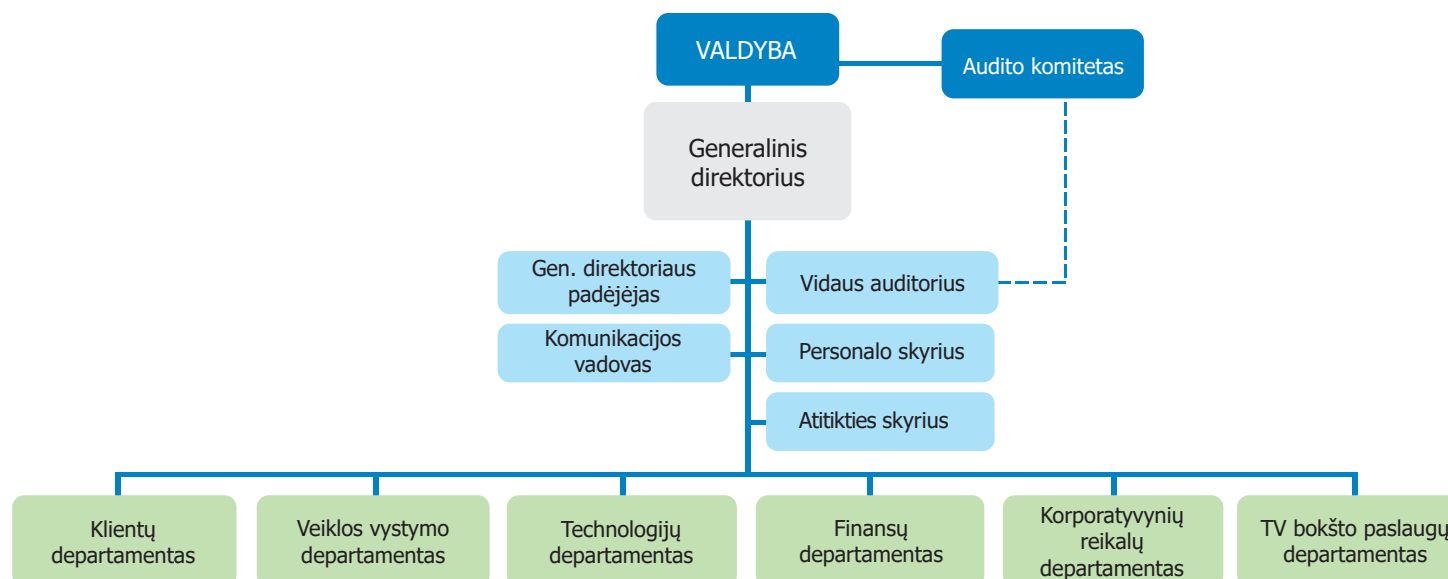 VALDYBA
Audito komitetas
Generalinis
direktorius
Gen. direktoriaus
padėjėjas
Vidaus auditorius
Komunikacijos
vadovas
Personalo skyrius
Atitikties skyrius
Klientų
departamentas
Veiklos vystymo
departamentas
Technologijų
departamentas
Finansų
departamentas
Korporatyvynių
reikalų
departamentas
TV bokšto paslaugų
departamentas